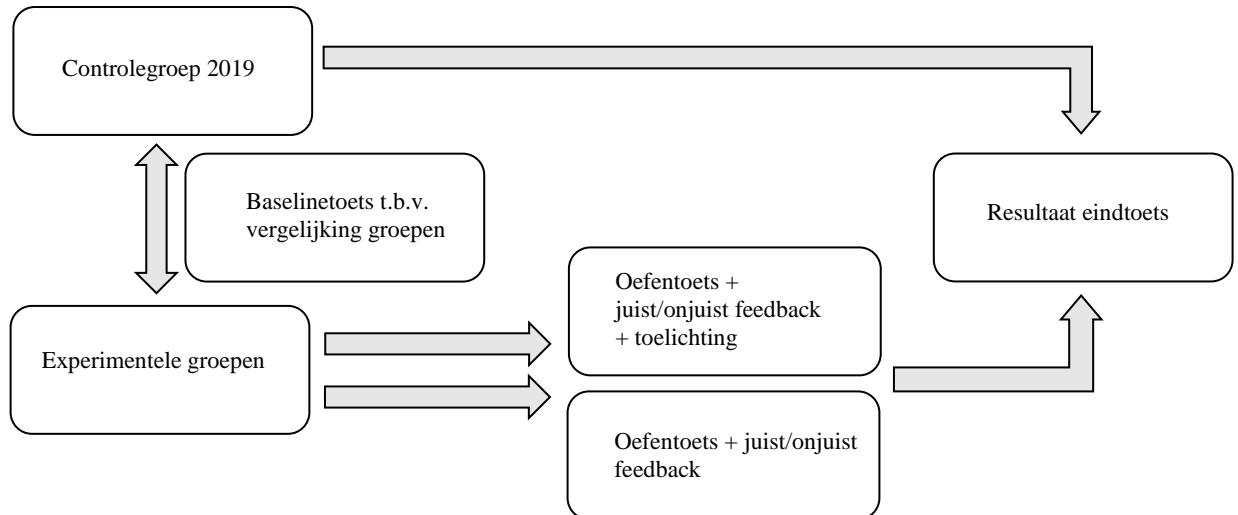 Controlegroep 2019
Baselinetoets t.b.v.
vergelijking groepen
Resultaat eindtoets
Oefentoets +
juist/onjuist feedback
+ toelichting
Experimentele groepen
Oefentoets + juist/onjuist
feedback